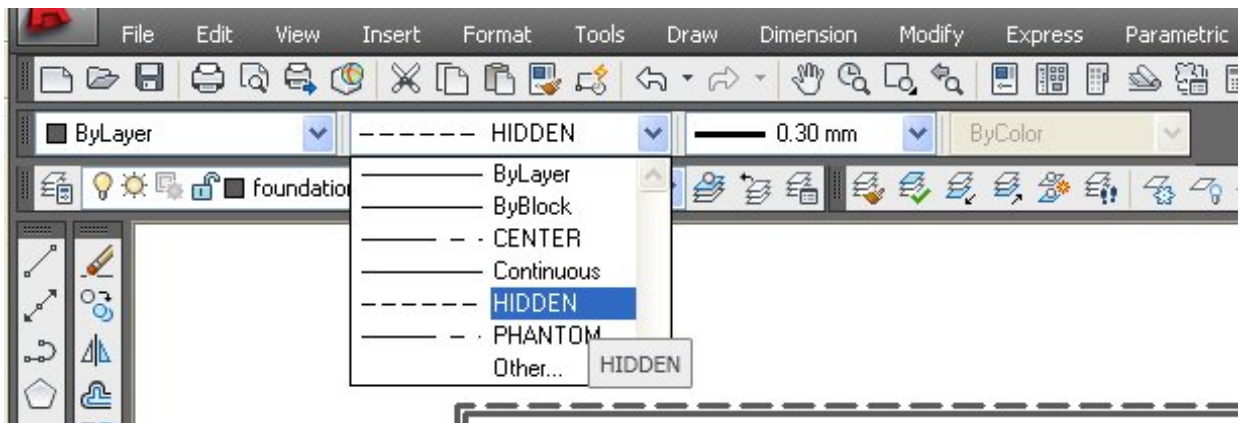 File Edit View Insert Format Tools Draw Dimension Modify Express Parametric
ByLayer HIDDEN 0.30 mm ByColor
foundation
ByLayer
ByBlock
CENTER
Continuous
HIDDEN
PHANTOM
Other...
HIDDEN